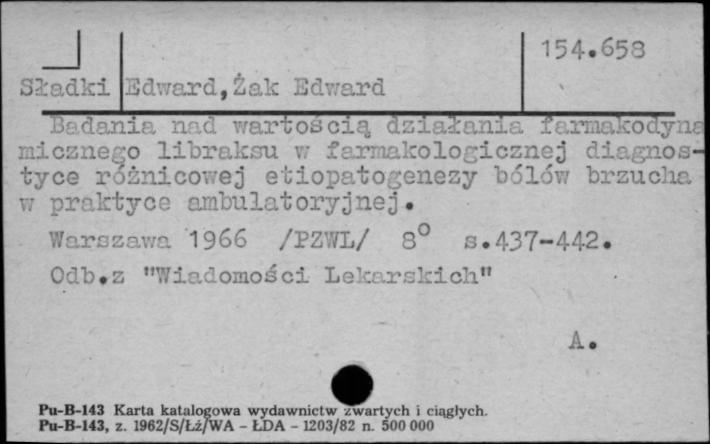 154.658
Sładki Edward, Żak Edward
Badania nad wartością działania farmakodyna
micznego libraksu w farmakologicznej diagnos-
tyce różnicowej etiopatogenezy bólów brzucha
w praktyce ambulatoryjnej.
Warszawa 1966 /PZWL/ 8° s.437-442.
Odb.z "Wiadomości Lekarskich"
A.
Pu-B-143 Karta katalogowa wydawnictw zwartych i ciągłych.
Pu-B-143, z. 1962/S/Łż/WA - ŁDA - 1203/82 n. 500 000